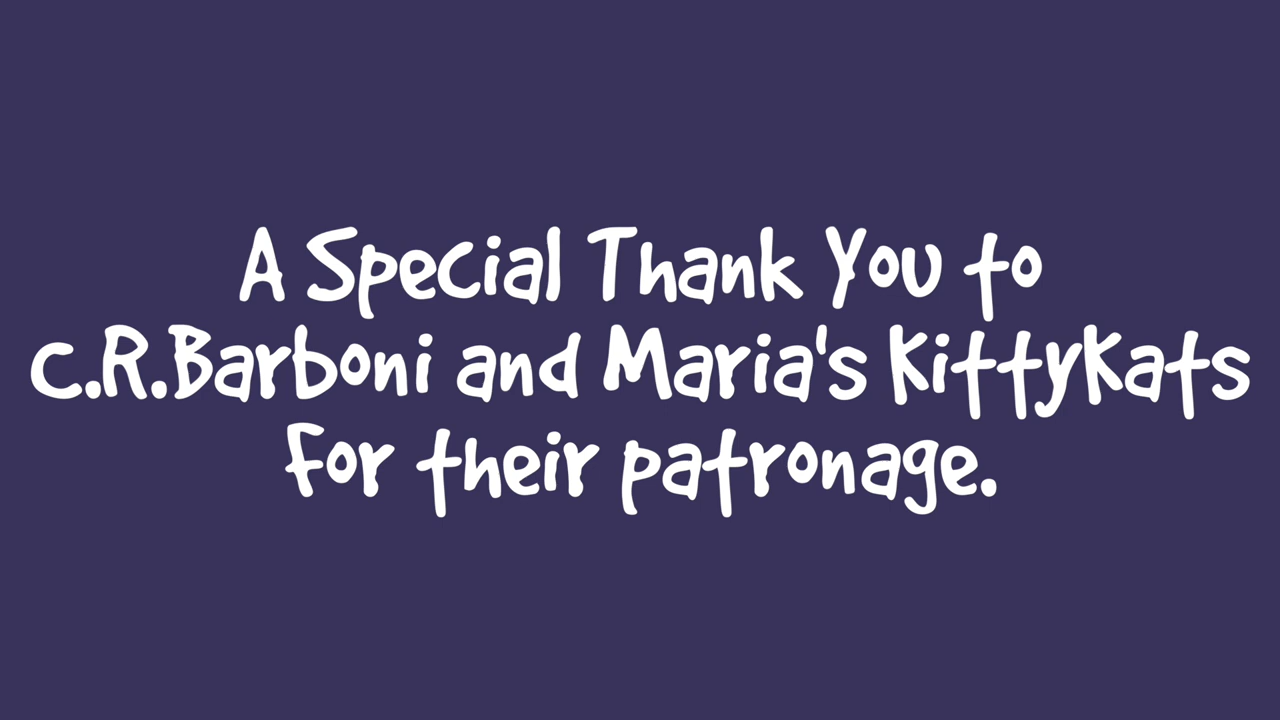 A Special Thank You to
C.R.Barboni and Maria's KittyKats
For their patronage.